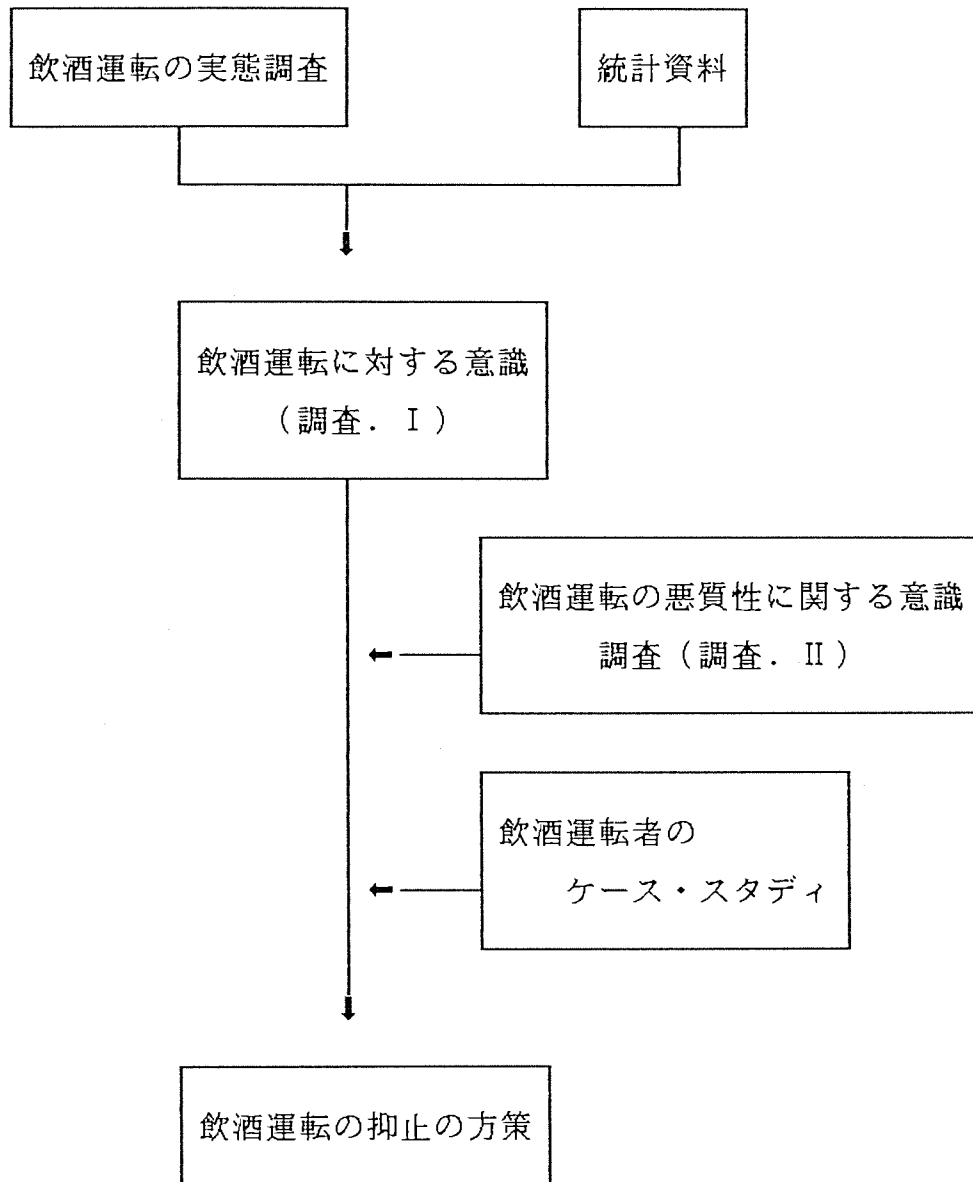 飲酒運転の実態調査
統計資料
飲酒運転に対する意識
（調査．Ⅰ）
飲酒運転の悪質性に関する意識
調査（調査．Ⅱ）
飲酒運転者の
ケース・スタディ
飲酒運転の抑止の方策